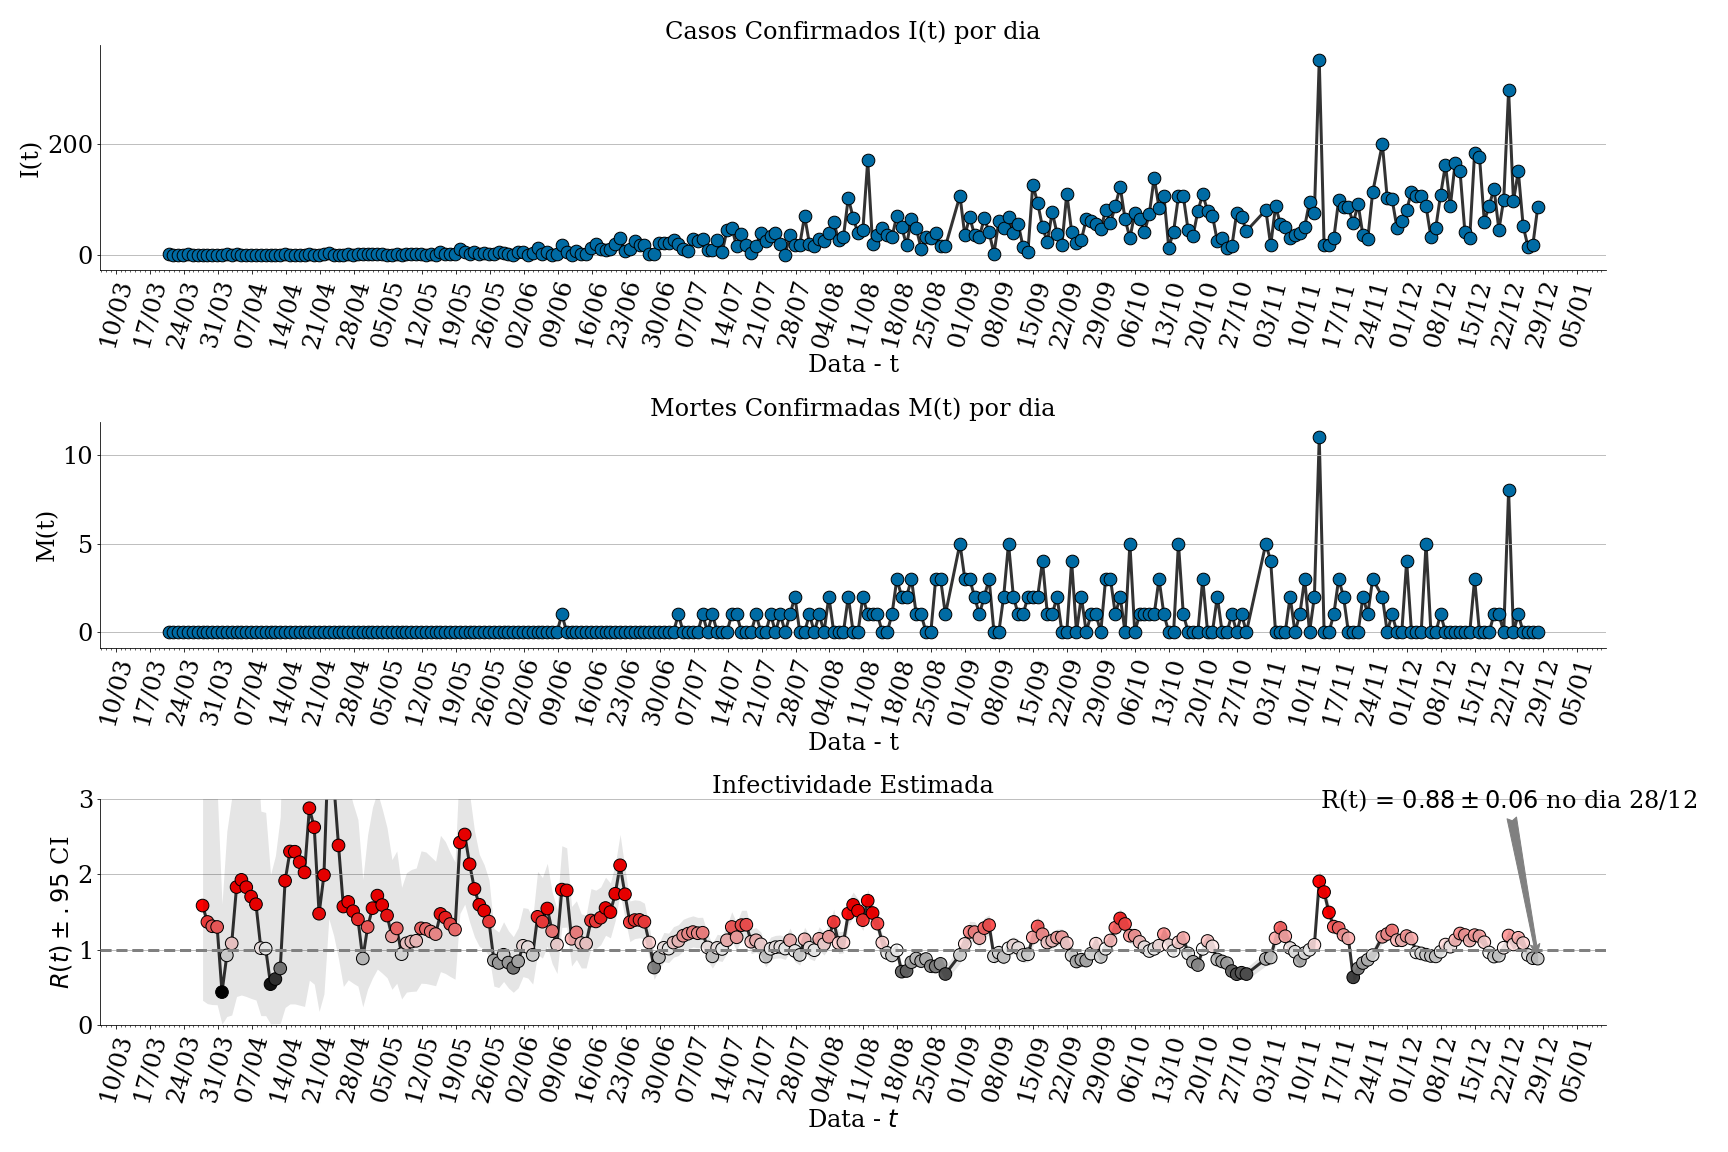 Casos Confirmados I(t) por dia
I(t)
200
0
10/03 17/03 24/03 31/03 07/04 14/04 21/04 28/04 05/05 12/05 19/05 26/05 02/06 09/06 16/06 23/06 30/06 07/07 14/07 21/07 28/07 04/08 11/08 18/08 25/08 01/09 08/09 15/09 22/09 29/09 06/10 13/10 20/10 27/10 03/11 10/11 17/11 24/11 01/12 08/12 15/12 22/12 29/12 05/01
Data - t
Mortes Confirmadas M(t) por dia
M(t)
10
5
0
10/03 17/03 24/03 31/03 07/04 14/04 21/04 28/04 05/05 12/05 19/05 26/05 02/06 09/06 16/06 23/06 30/06 07/07 14/07 21/07 28/07 04/08 11/08 18/08 25/08 01/09 08/09 15/09 22/09 29/09 06/10 13/10 20/10 27/10 03/11 10/11 17/11 24/11 01/12 08/12 15/12 22/12 29/12 05/01
Data - t
Infectividade Estimada
R(t) = 0.88 ± 0.06 no dia 28/12
R(t) ± .95 CI
3
2
1
0
10/03 17/03 24/03 31/03 07/04 14/04 21/04 28/04 05/05 12/05 19/05 26/05 02/06 09/06 16/06 23/06 30/06 07/07 14/07 21/07 28/07 04/08 11/08 18/08 25/08 01/09 08/09 15/09 22/09 29/09 06/10 13/10 20/10 27/10 03/11 10/11 17/11 24/11 01/12 08/12 15/12 22/12 29/12 05/01
Data - t